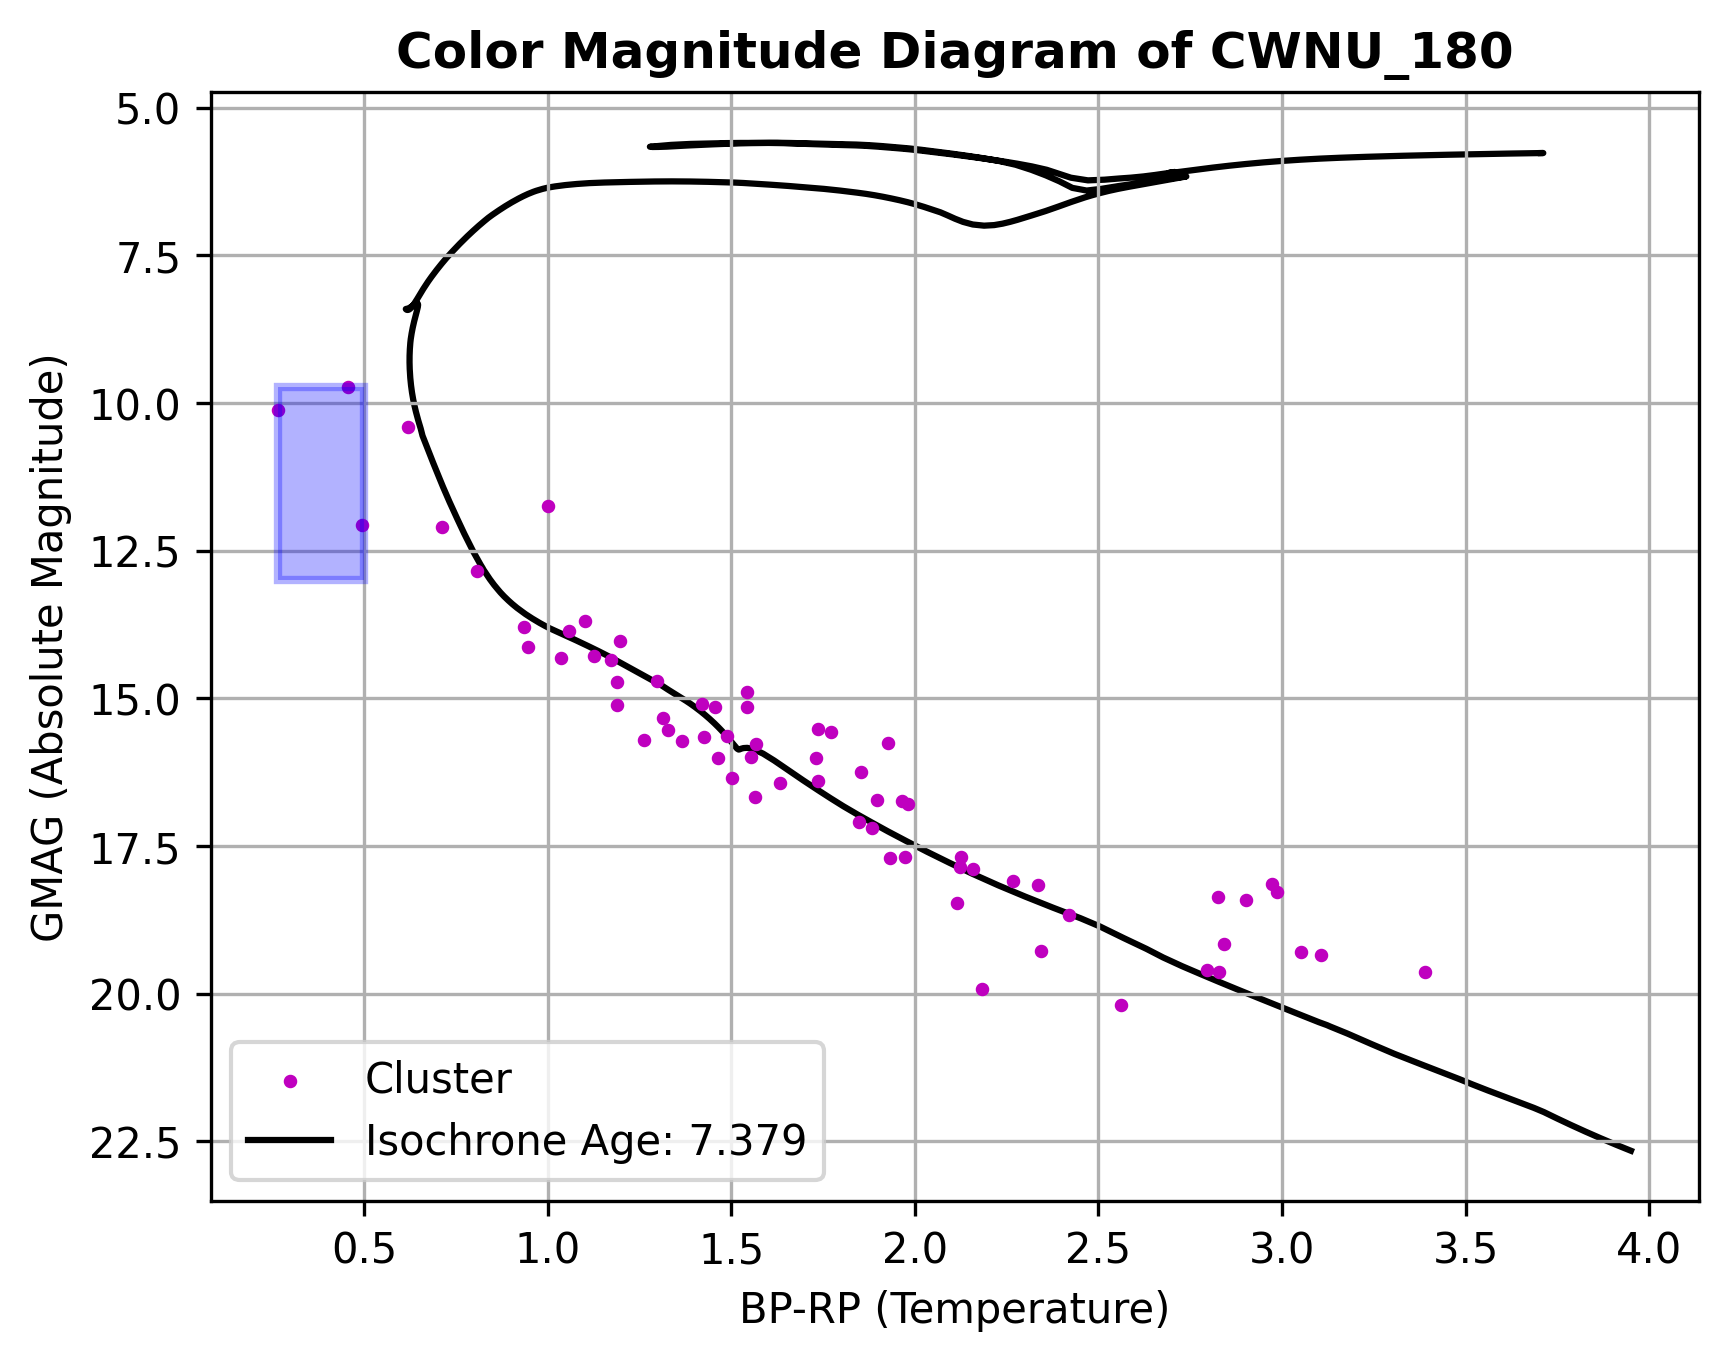 Color Magnitude Diagram of CWNU_180
GMAG (Absolute Magnitude)
5.0
7.5
10.0
12.5
15.0
17.5
20.0
22.5
Cluster
Isochrone Age: 7.379
0.5 1.0 1.5 2.0 2.5 3.0 3.5 4.0
BP-RP (Temperature)